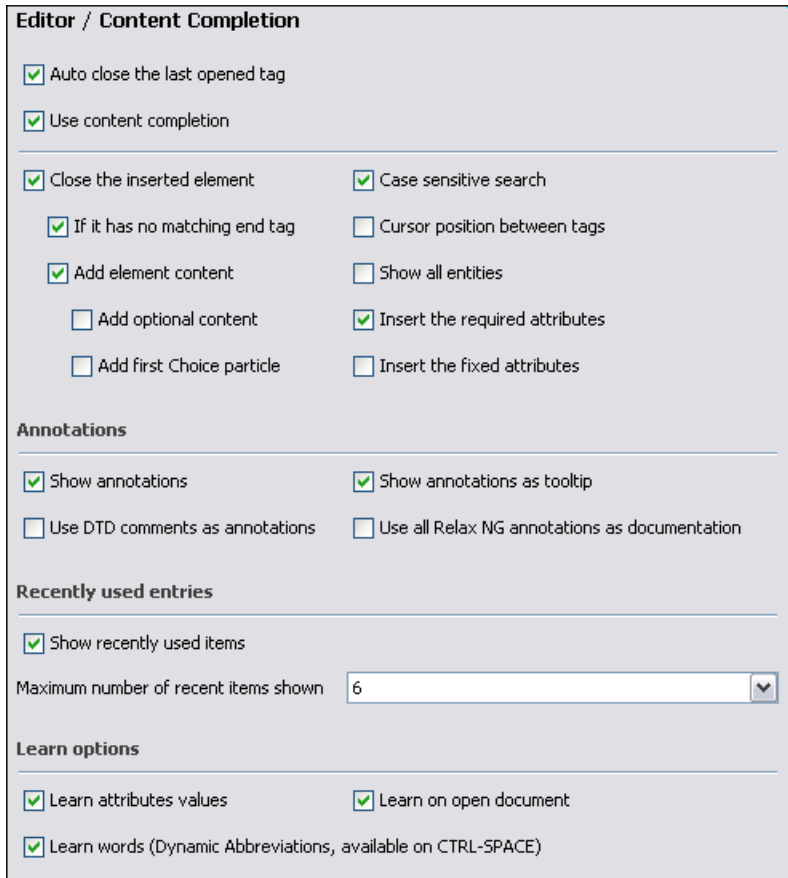 Editor / Content Completion
Auto close the last opened tag
Use content completion
Close the inserted element
Case sensitive search
If it has no matching end tag
Cursor position between tags
Add element content
Show all entities
Add optional content
Insert the required attributes
Add first Choice particle
Insert the fixed attributes
Annotations
Show annotations
Show annotations as tooltip
Use DTD comments as annotations
Use all Relax NG annotations as documentation
Recently used entries
Show recently used items
Maximum number of recent items shown
6
Learn options
Learn attributes values
Learn on open document
Learn words (Dynamic Abbreviations, available on CTRL-SPACE)